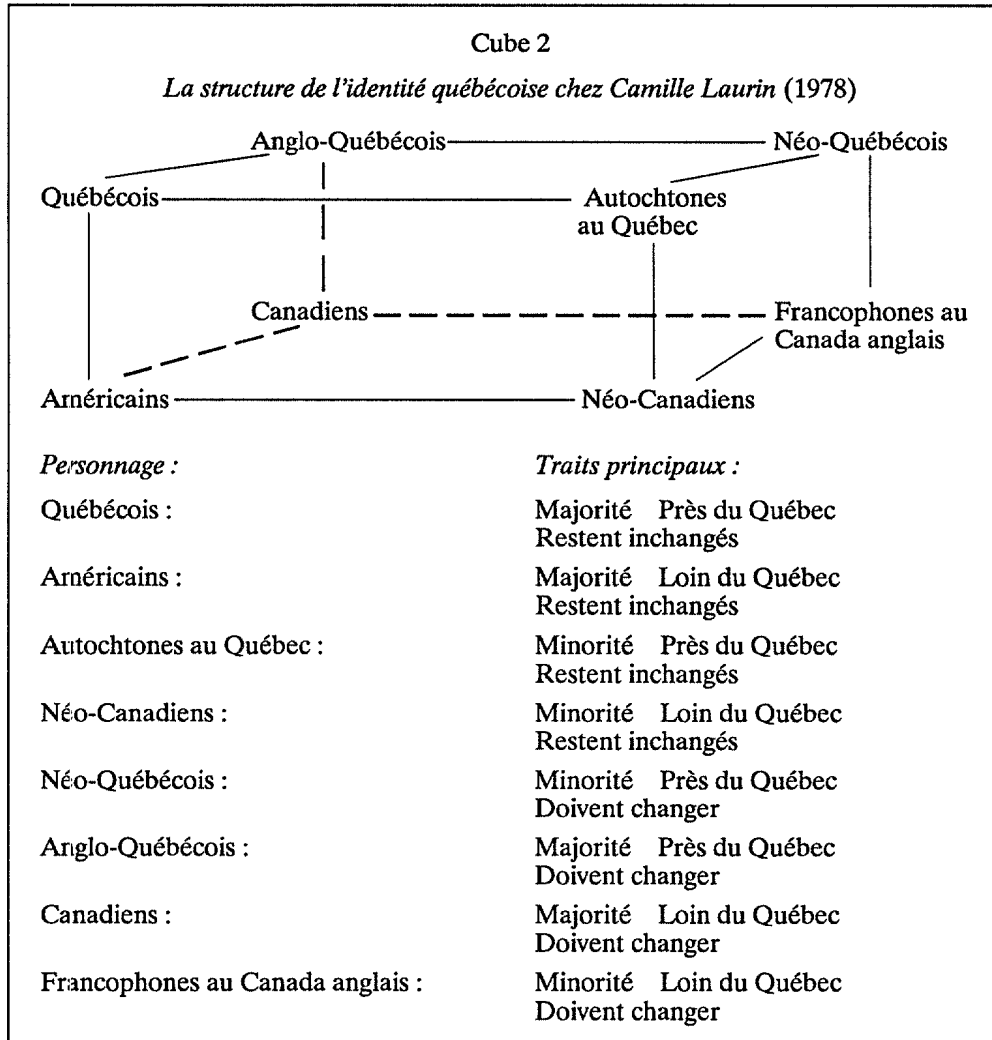 Cube 2
La structure de l'identité québécoise chez Camille Laurin (1978)
Anglo-Québécois Néo-Québécois
Québécois Autochtones
au Québec
Canadiens Francophones au
Canada anglais
Américains Néo-Canadiens
Personnage : Traits principaux :
Québécois : Majorité Près du Québec
Restent inchangés
Américains : Majorité Loin du Québec
Restent inchangés
Autochtones au Québec : Minorité Près du Québec
Restent inchangés
Néo-Canadiens : Minorité Loin du Québec
Restent inchangés
Néo-Québécois : Minorité Près du Québec
Doivent changer
Anglo-Québécois : Majorité Près du Québec
Doivent changer
Canadiens : Majorité Loin du Québec
Doivent changer
Francophones au Canada anglais : Minorité Loin du Québec
Doivent changer